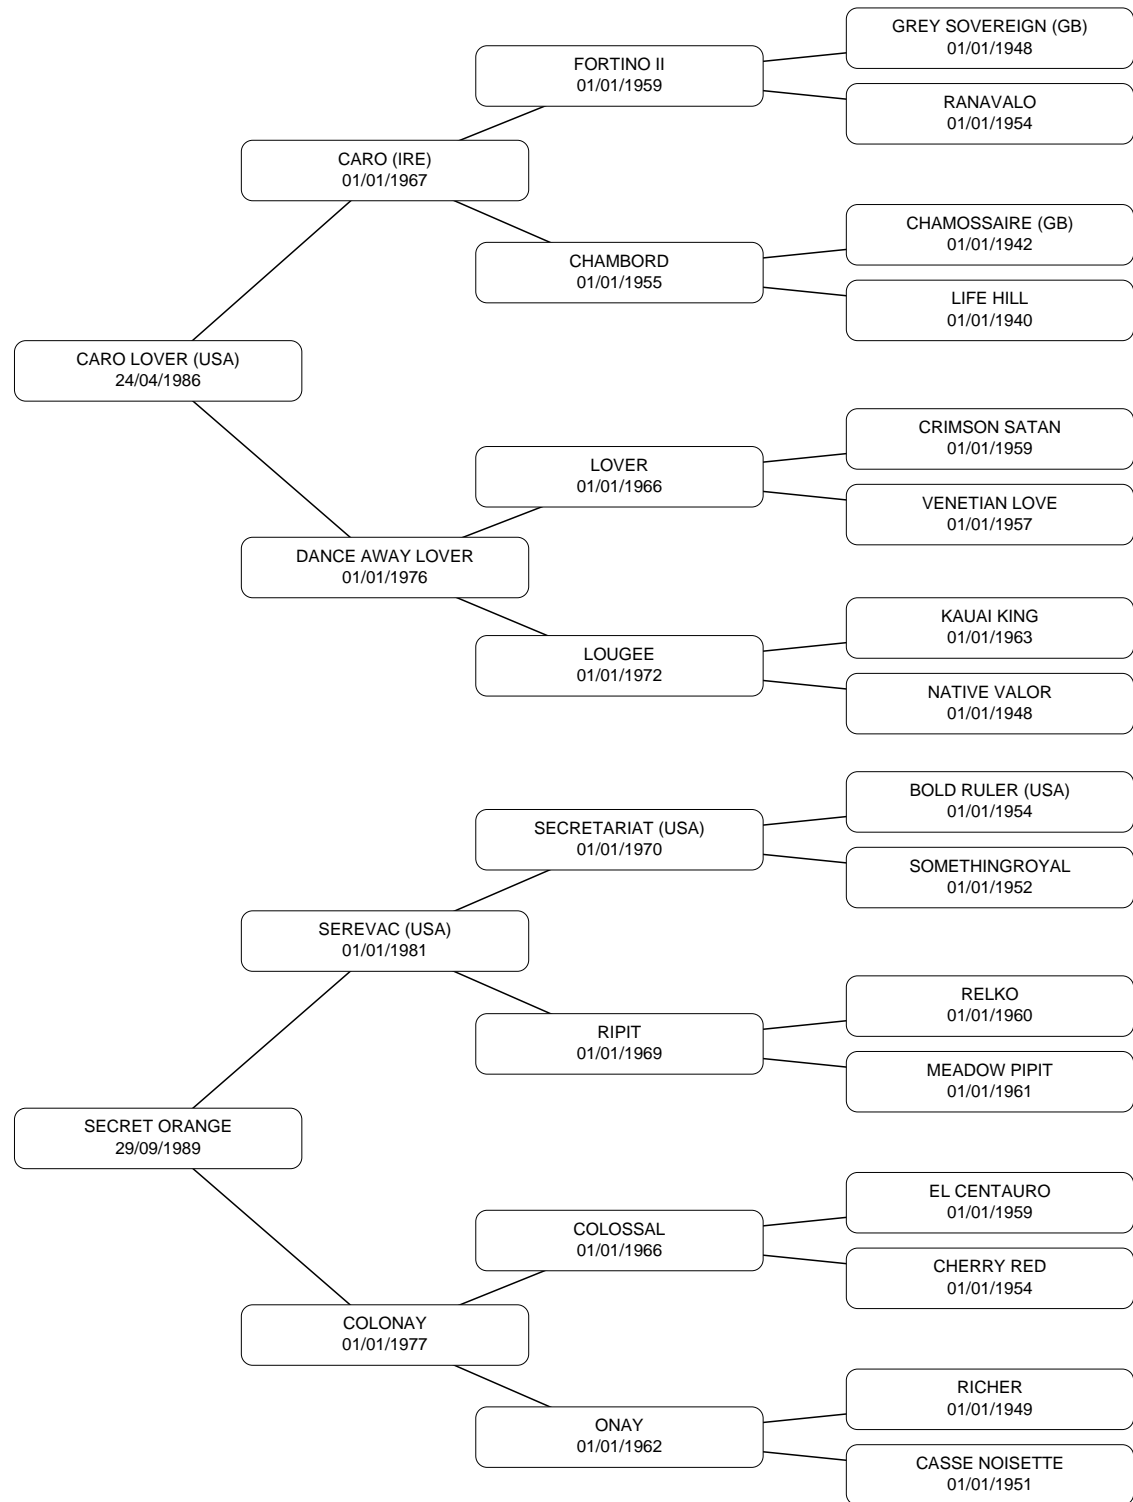 GREY SOVEREIGN (GB)
01/01/1948
FORTINO II
01/01/1959
RANAVALO
01/01/1954
CARO (IRE)
01/01/1967
CHAMOSSAIRE (GB)
01/01/1942
CHAMBORD
01/01/1955
LIFE HILL
01/01/1940
CARO LOVER (USA)
24/04/1986
CRIMSON SATAN
01/01/1959
LOVER
01/01/1966
VENETIAN LOVE
01/01/1957
DANCE AWAY LOVER
01/01/1976
KAUAI KING
01/01/1963
LOUGEE
01/01/1972
NATIVE VALOR
01/01/1948
BOLD RULER (USA)
01/01/1954
SECRETARIAT (USA)
01/01/1970
SOMETHINGROYAL
01/01/1952
SEREVAC (USA)
01/01/1981
RELKO
01/01/1960
RIPIT
01/01/1969
MEADOW PIPIT
01/01/1961
SECRET ORANGE
29/09/1989
EL CENTAURO
01/01/1959
COLOSSAL
01/01/1966
CHERRY RED
01/01/1954
COLONAY
01/01/1977
RICHER
01/01/1949
ONAY
01/01/1962
CASSE NOISETTE
01/01/1951